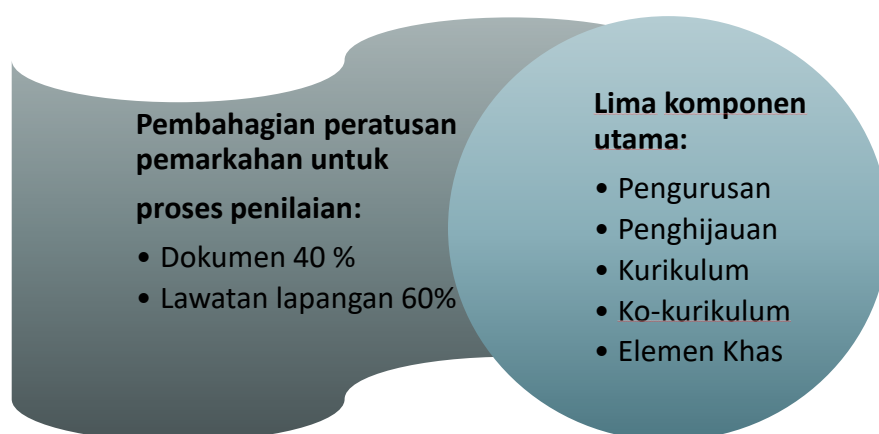 Pembahagian peratusan
pemarkahan untuk
proses penilaian:
• Dokumen 40 %
• Lawatan lapangan 60%
Lima komponen
utama:
• Pengurusan
• Penghijauan
• Kurikulum
• Ko-kurikulum
• Elemen Khas